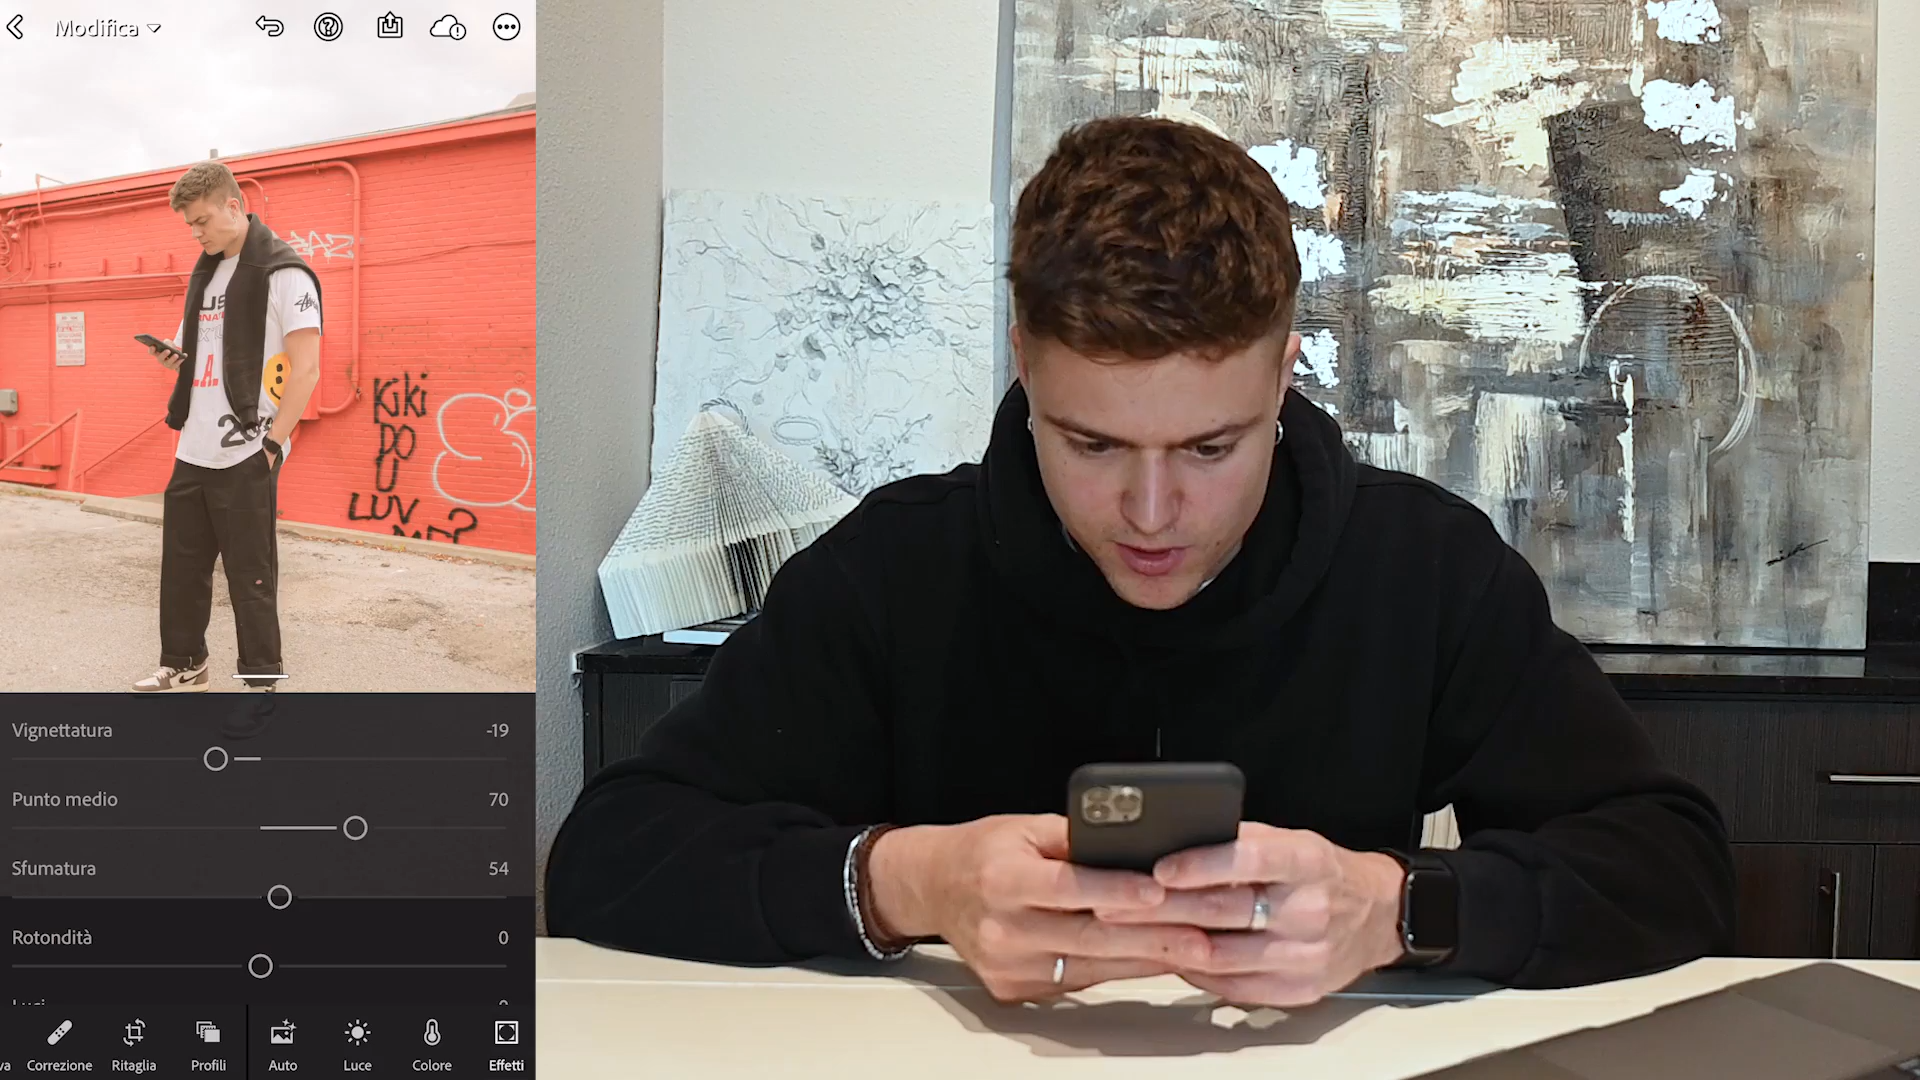 Modifica
L.A.
Kiki
DO
U
LUV
ME?
Vignettatura -19
Punto medio 70
Sfumatura 54
Rotondità 0
Correzione Ritaglia Profili Auto Luce Colore Effetti